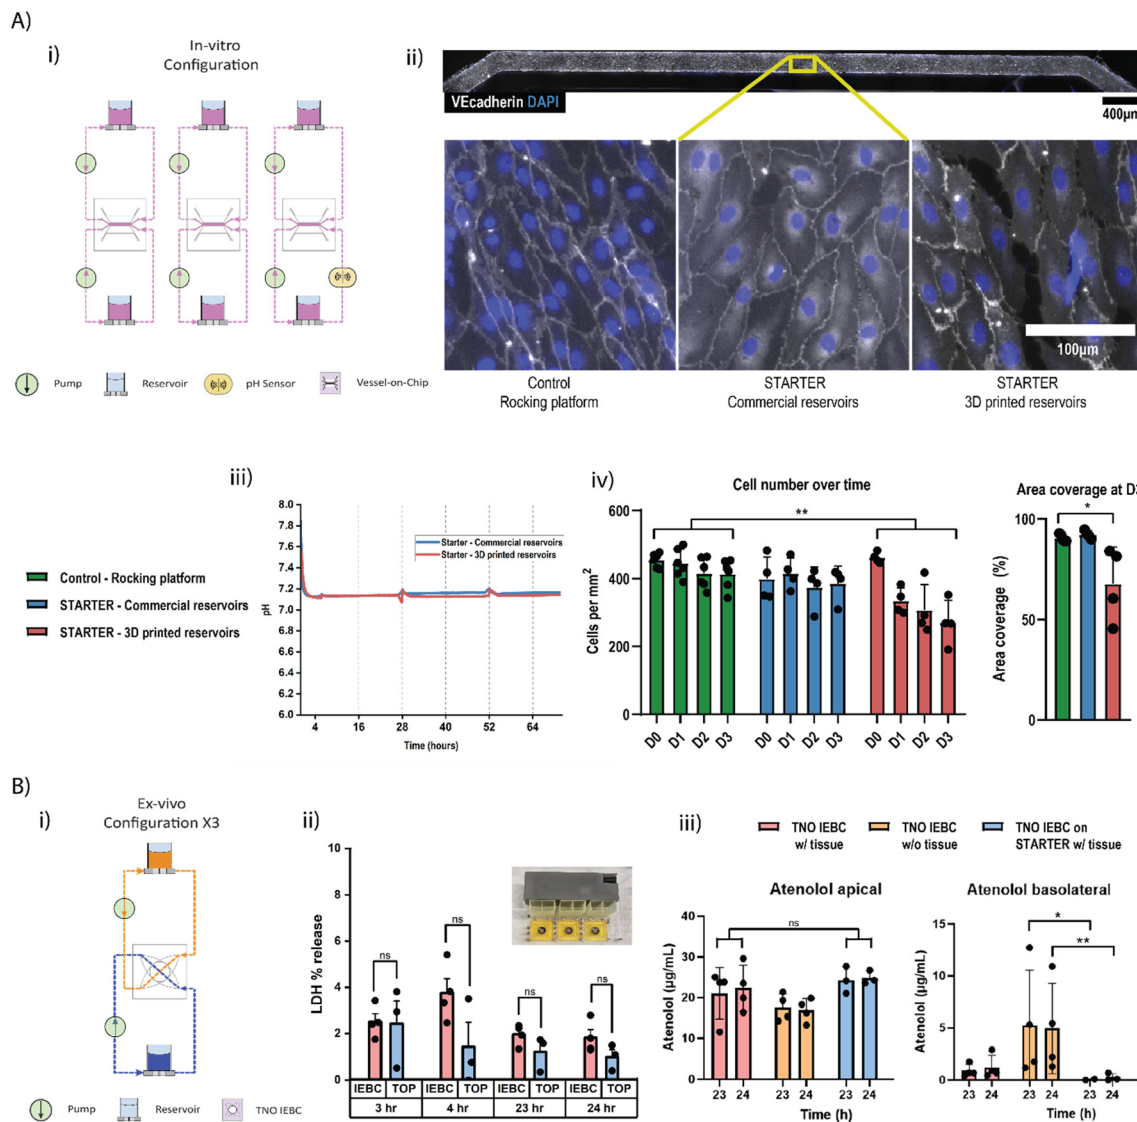 A)
i)
In-vitro
Configuration
Pump
Reservoir
pH Sensor
Vessel-on-Chip
ii)
VEcadherin DAPI
400µm
100µm
Control
Rocking platform
STARTER
Commercial reservoirs
STARTER
3D printed reservoirs
Control - Rocking platform
STARTER - Commercial reservoirs
STARTER - 3D printed reservoirs
iii)
8.0
7.8
7.6
7.4
7.2
7.0
6.8
6.6
6.4
6.2
6.0
pH
Starter - Commercial reservoirs
Starter - 3D printed reservoirs
4 16 28 40 52 64
Time (hours)
iv)
Cell number over time
**
600
400
200
0
Cells per mm²
D0 D1 D2 D3 D0 D1 D2 D3 D0 D1 D2 D3
Area coverage at
*
100
50
0
Area coverage (%)
B)
i)
Ex-vivo
Configuration X3
Pump
Reservoir
TNO IEBC
ii)
10
8
6
4
2
0
LDH % release
ns
ns
ns
ns
IEBC TOP IEBC TOP IEBC TOP IEBC TOP
3 hr 4 hr 23 hr 24 hr
iii)
TNO IEBC
w/ tissue
TNO IEBC
w/o tissue
TNO IEBC on
STARTER w/ tissue
Atenolol apical
ns
40
30
20
10
0
Atenolol (µg/mL)
23 24 23 24 23 24
Time (h)
Atenolol basolateral
*
**
15
10
5
0
Atenolol (µg/mL)
23 24 23 24 23 24
Time (h)